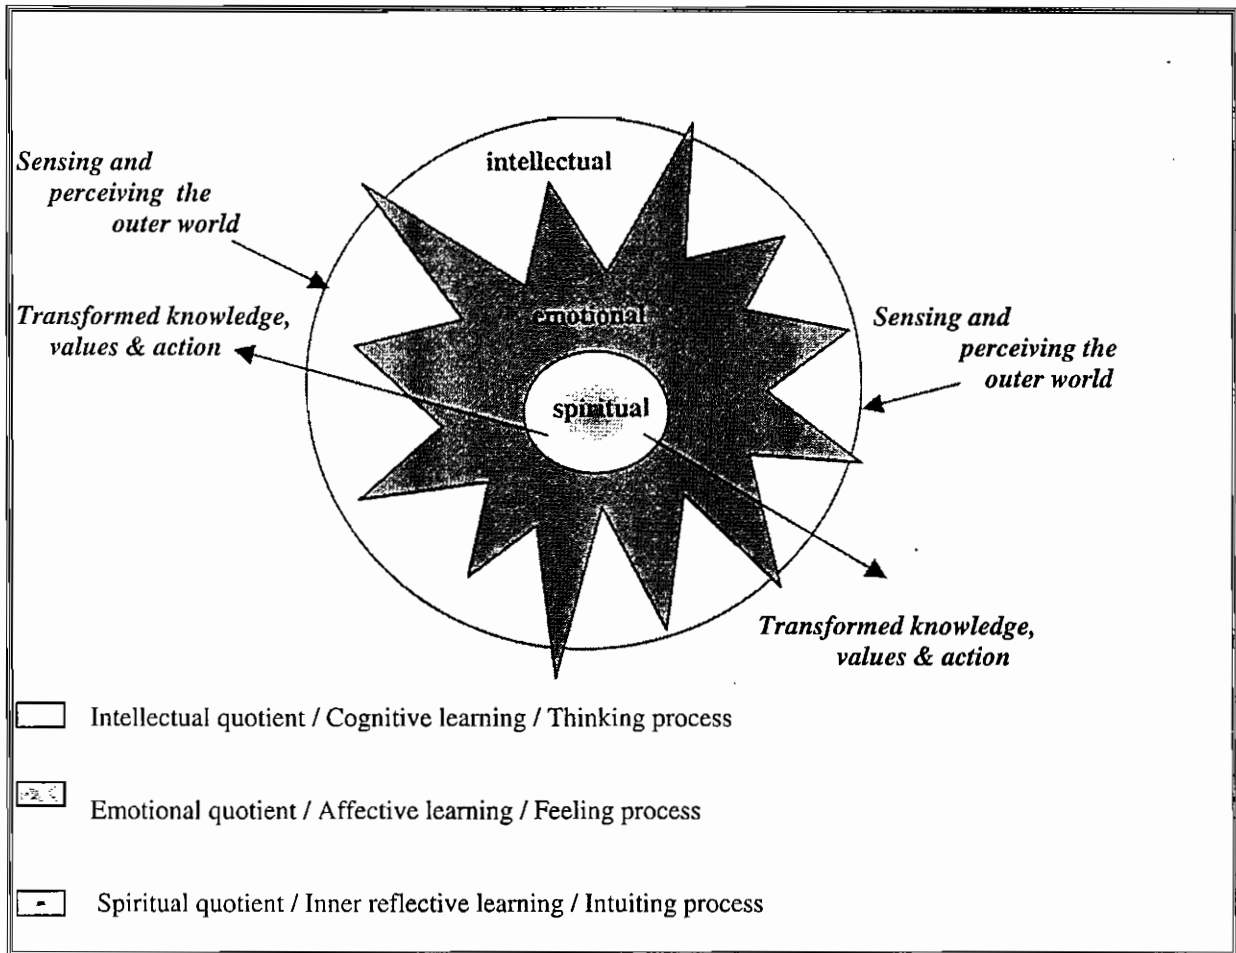 intellectual
Sensing and
perceiving the
outer world
Transformed knowledge,
values & action
emotional
Sensing and
perceiving the
outer world
spiritual
Transformed knowledge,
values & action
Intellectual quotient / Cognitive learning / Thinking process
Emotional quotient / Affective learning / Feeling process
Spiritual quotient / Inner reflective learning / Intuiting process